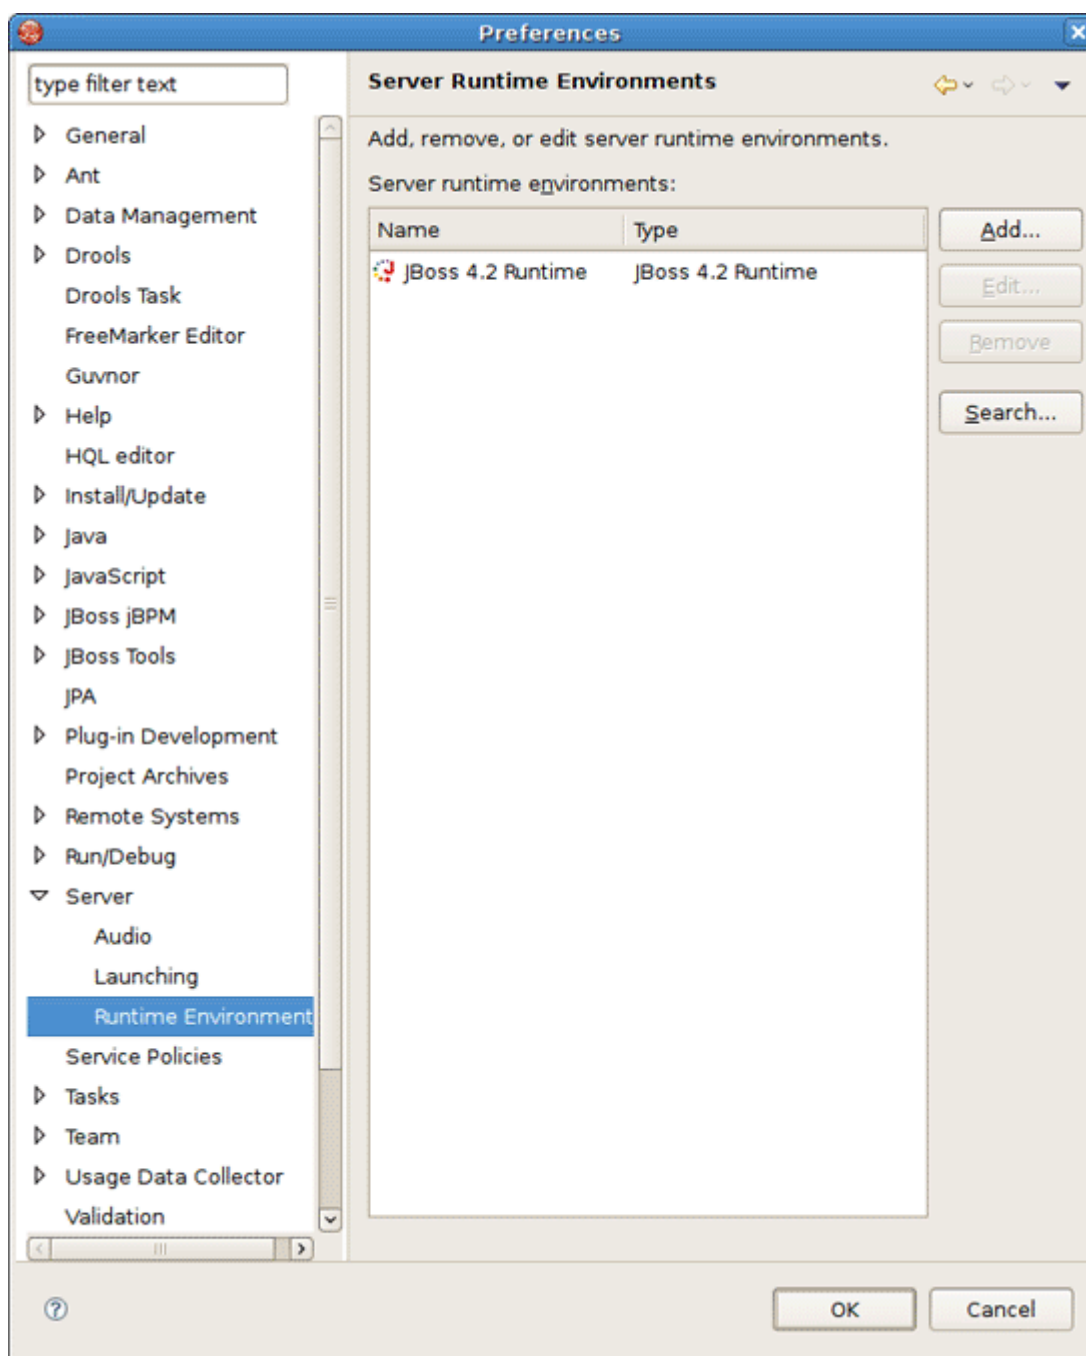 Preferences
type filter text
General
Ant
Data Management
Drools
Drools Task
FreeMarker Editor
Guvnor
Help
HQL editor
Install/Update
Java
JavaScript
JBoss jBPM
JBoss Tools
JPA
Plug-in Development
Project Archives
Remote Systems
Run/Debug
Server
Audio
Launching
Runtime Environment
Service Policies
Tasks
Team
Usage Data Collector
Validation
Server Runtime Environments
Add, remove, or edit server runtime environments.
Server runtime environments:
Name Type
JBoss 4.2 Runtime JBoss 4.2 Runtime
Add...
Edit...
Remove
Search...
OK Cancel